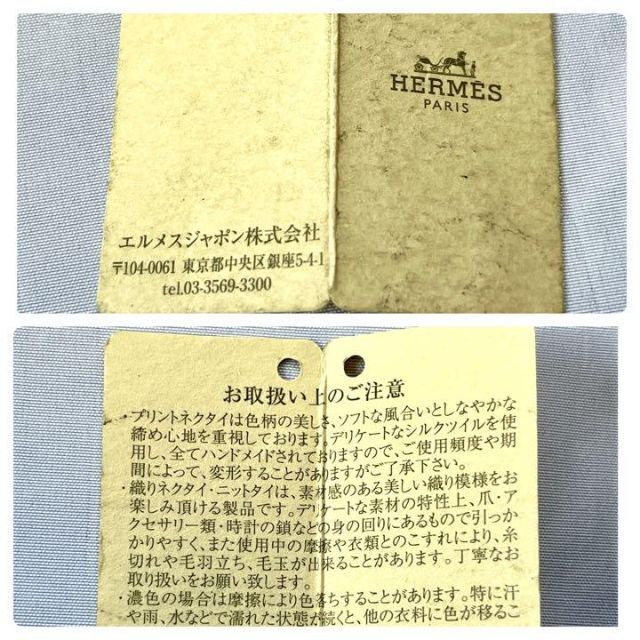 HERMÈS
PARIS
エルメスジャポン株式会社
〒104-0061 東京都中央区銀座5-4-1
tel.03-3569-3300
お取扱い上のご注意
・プリントネクタイは色柄の美しさ、ソフトな風合いとしなやかな
締め心地を重視しております。デリケートなシルクツイルを使
用し、全てハンドメイドされておりますので、ご使用頻度や期
間によって、変形することがありますがご了承下さい。
・織りネクタイ・ニットタイは、素材感のある美しい織り模様をお
楽しみ頂ける製品です。デリケートな素材の特性上、爪・ア
クセサリー類・時計の鎖などの身の回りにあるもので引っか
かりやすく、また使用中の摩擦や衣類とのこすれにより、糸
切れや毛羽立ち、毛玉が出来ることがあります。丁寧なお
取り扱いをお願い致します。
・濃色の場合は摩擦により色落ちすることがあります。特に汗
や雨、水などで濡れた状態が続くと、他の衣料に色が移るこ